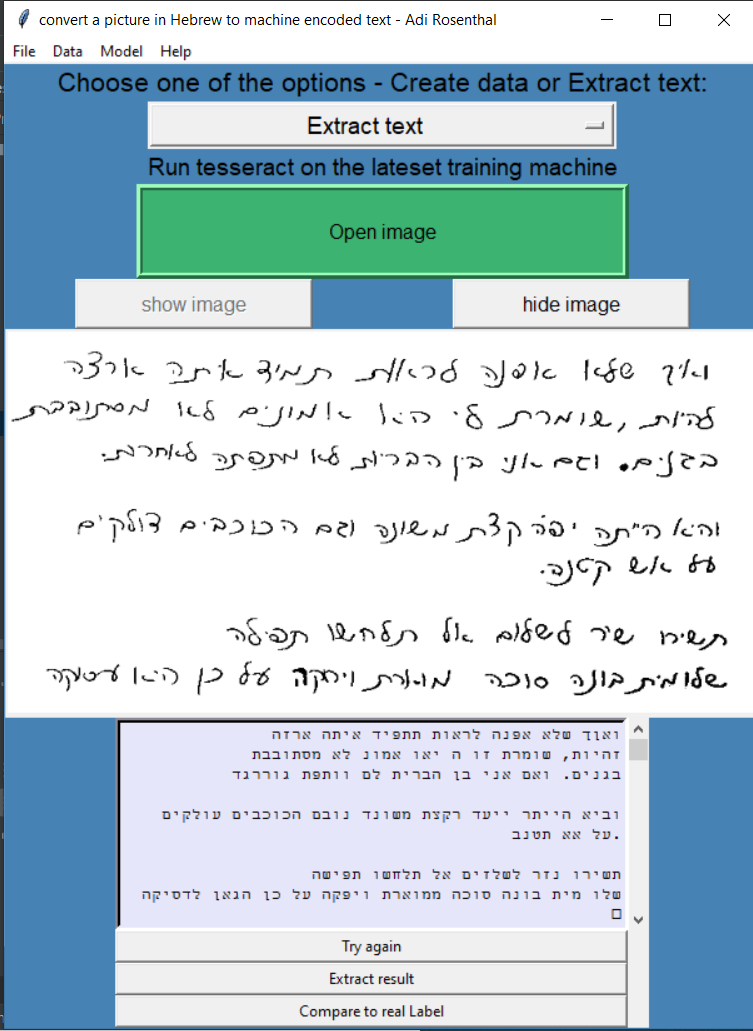 convert a picture in Hebrew to machine encoded text - Adi Rosenthal
File Data Model Help
Choose one of the options - Create data or Extract text:
Extract text
Run tesseract on the lateset training machine
Open image
show image hide image
ואיך שלא אפנה לראות תמיד איתה ארצה
להיות, שומרת לי היא אמונים לא מסתובבת
בגנים. וגם אני בין הבריות לא מתפתה לאחרות.
והיא הייתה יפה קצת משונה וגם הכוכבים דולקים
על אש קטנה.
תשירו שיר לשלום אל תלחשו תפילה
שלומית בונה סוכה מוארת וירוקה על כן היא עסוקה
ואןך שלא אפנה לראות תתפיד איתה ארזה
זהיות, שומרת זו ה יאו אמונ לא מסתובבת
בגנים. ואם אני בן הברית לם וותפת גוררגד
וביא הייתר ייעד רקצת משונד נובם הכוכבים עולקים
.על אא תטנב
תשירו נזר לשלזים אל תלחשו תפישה
שלו מית בונה סוכה ממוארת ויפקה על כן הגאן לדסיקה
Try again
Extract result
Compare to real Label